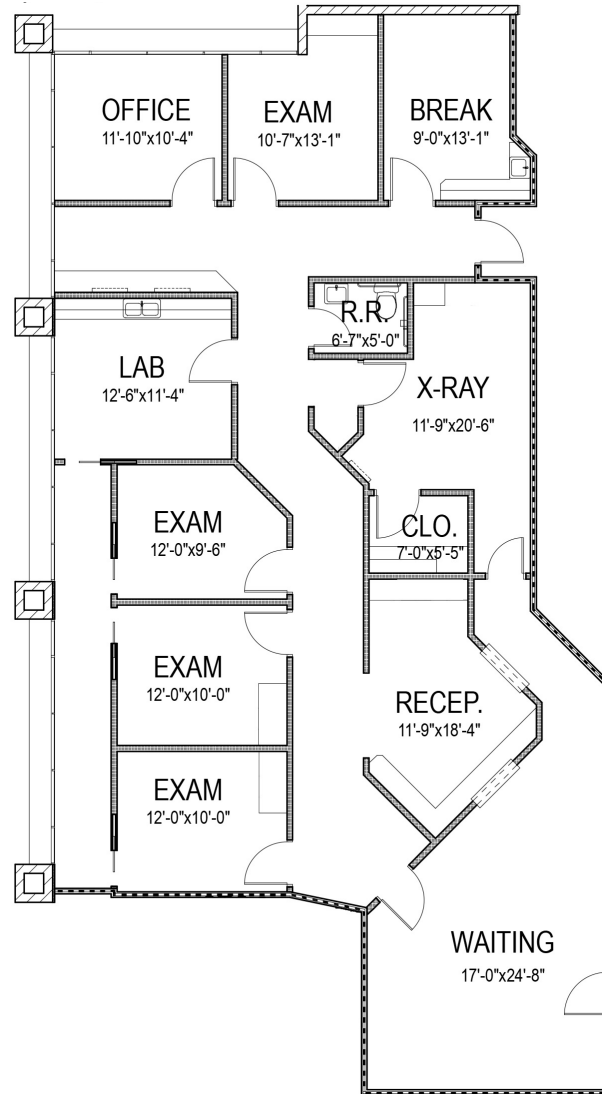 OFFICE
11'-10"x10'-4"
EXAM
10'-7"x13'-1"
BREAK
9'-0"x13'-1"
R.R.
6'-7"x5'-0"
LAB
12'-6"x11'-4"
X-RAY
11'-9"x20'-6"
EXAM
12'-0"x9'-6"
CLO.
7'-0"x5'-5"
EXAM
12'-0"x10'-0"
RECEP.
11'-9"x18'-4"
EXAM
12'-0"x10'-0"
WAITING
17'-0"x24'-8"